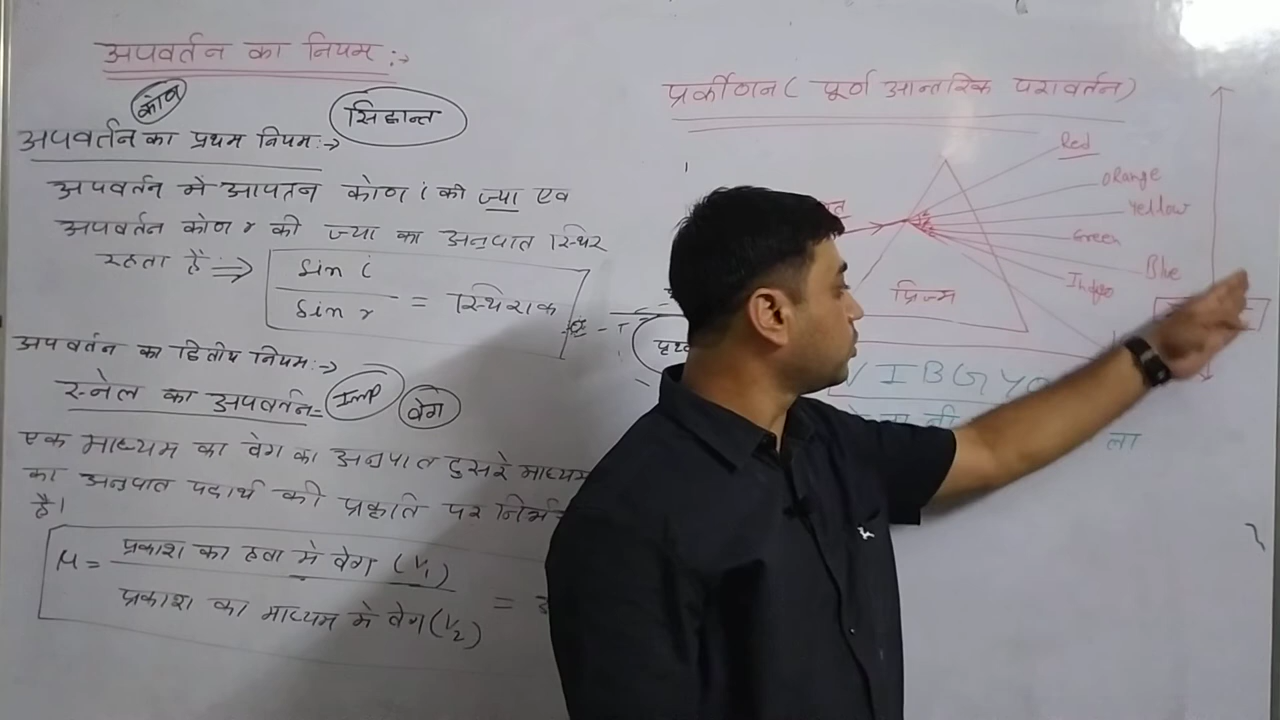 अपवर्तन का नियम :→
कोण
सिद्धान्त
अपवर्तन का प्रथम नियम :→
अपवर्तन में आपतन कोण i की ज्या एव
अपवर्तन कोण r की ज्या का अनुपात स्थिर
रहता है ⇒ sin i / sin r = स्थिराक
अपवर्तन का द्वितीय नियम :→
स्नेल का अपवर्तन = Imp वेग
एक माध्यम का वेग का अनुपात दुसरे माध्यम
का अनुपात पदार्थ की प्रकृति पर
है।
μ = प्रकाश का हवा मे वेग (V₁) / प्रकाश का माध्यम मे वेग (V₂) =
प्रर्कीणन ( पूर्ण आन्तरिक परावर्तन )
Red
Orange
Yellow
Green
Blue
Indigo
प्रिज्म
VIBGYO
ला